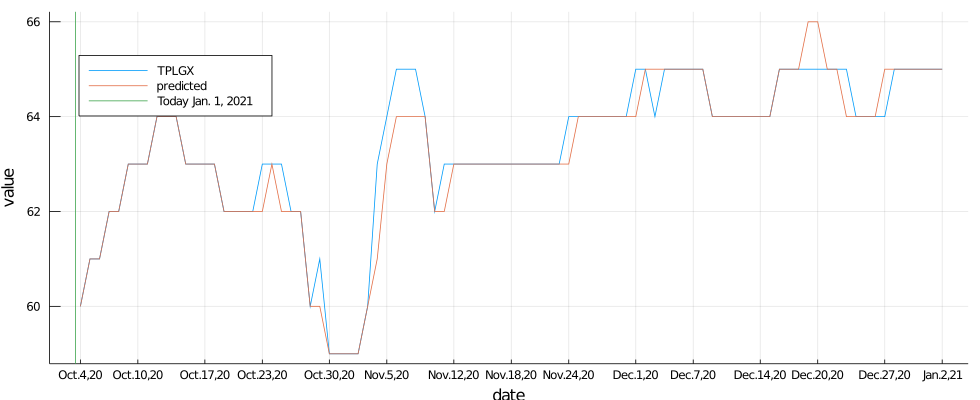 66
64
62
60
value
TPLGX
predicted
Today Jan. 1, 2021
Oct.4,20 Oct.10,20 Oct.17,20 Oct.23,20 Oct.30,20 Nov.5,20 Nov.12,20 Nov.18,20 Nov.24,20 Dec.1,20 Dec.7,20 Dec.14,20 Dec.20,20 Dec.27,20 Jan.2,21
date